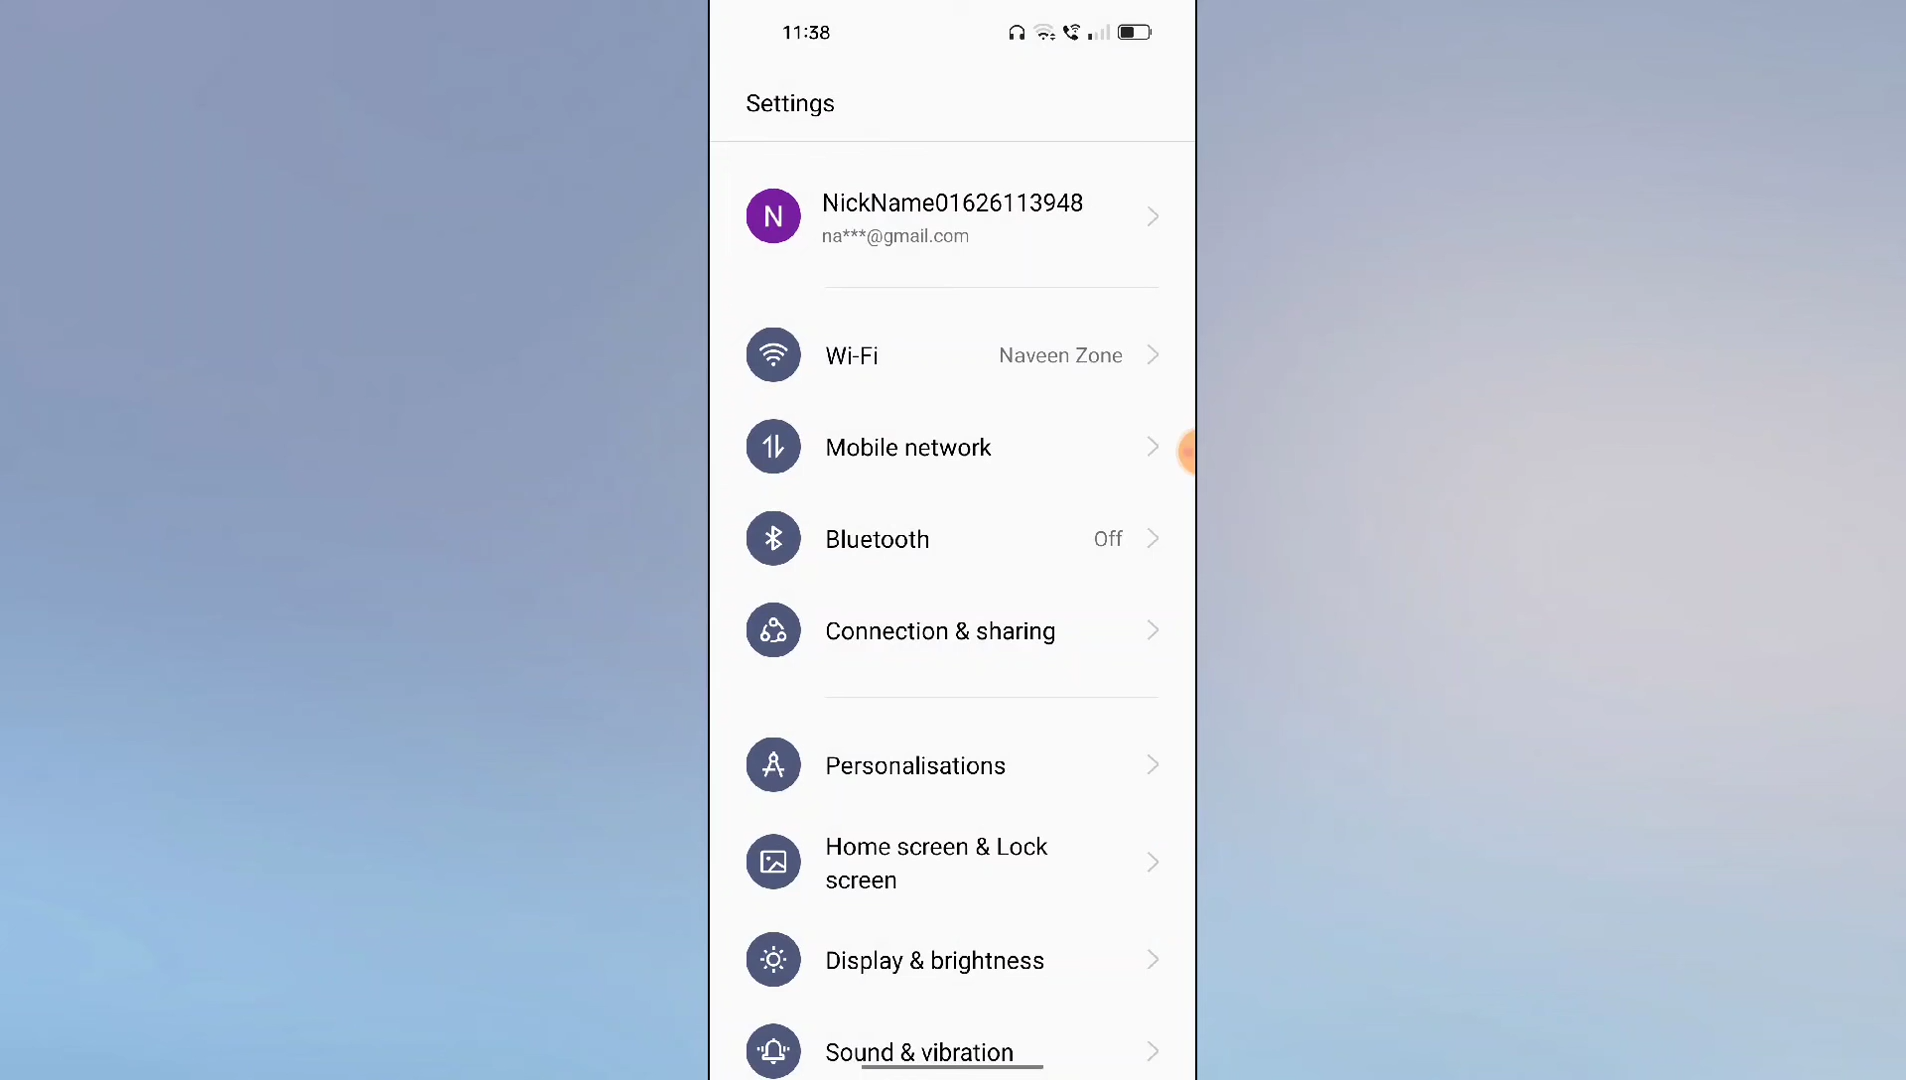 11:38
Settings
N
NickName01626113948
na***@gmail.com
Wi-Fi Naveen Zone
Mobile network
Bluetooth Off
Connection & sharing
Personalisations
Home screen & Lock
screen
Display & brightness
Sound & vibration